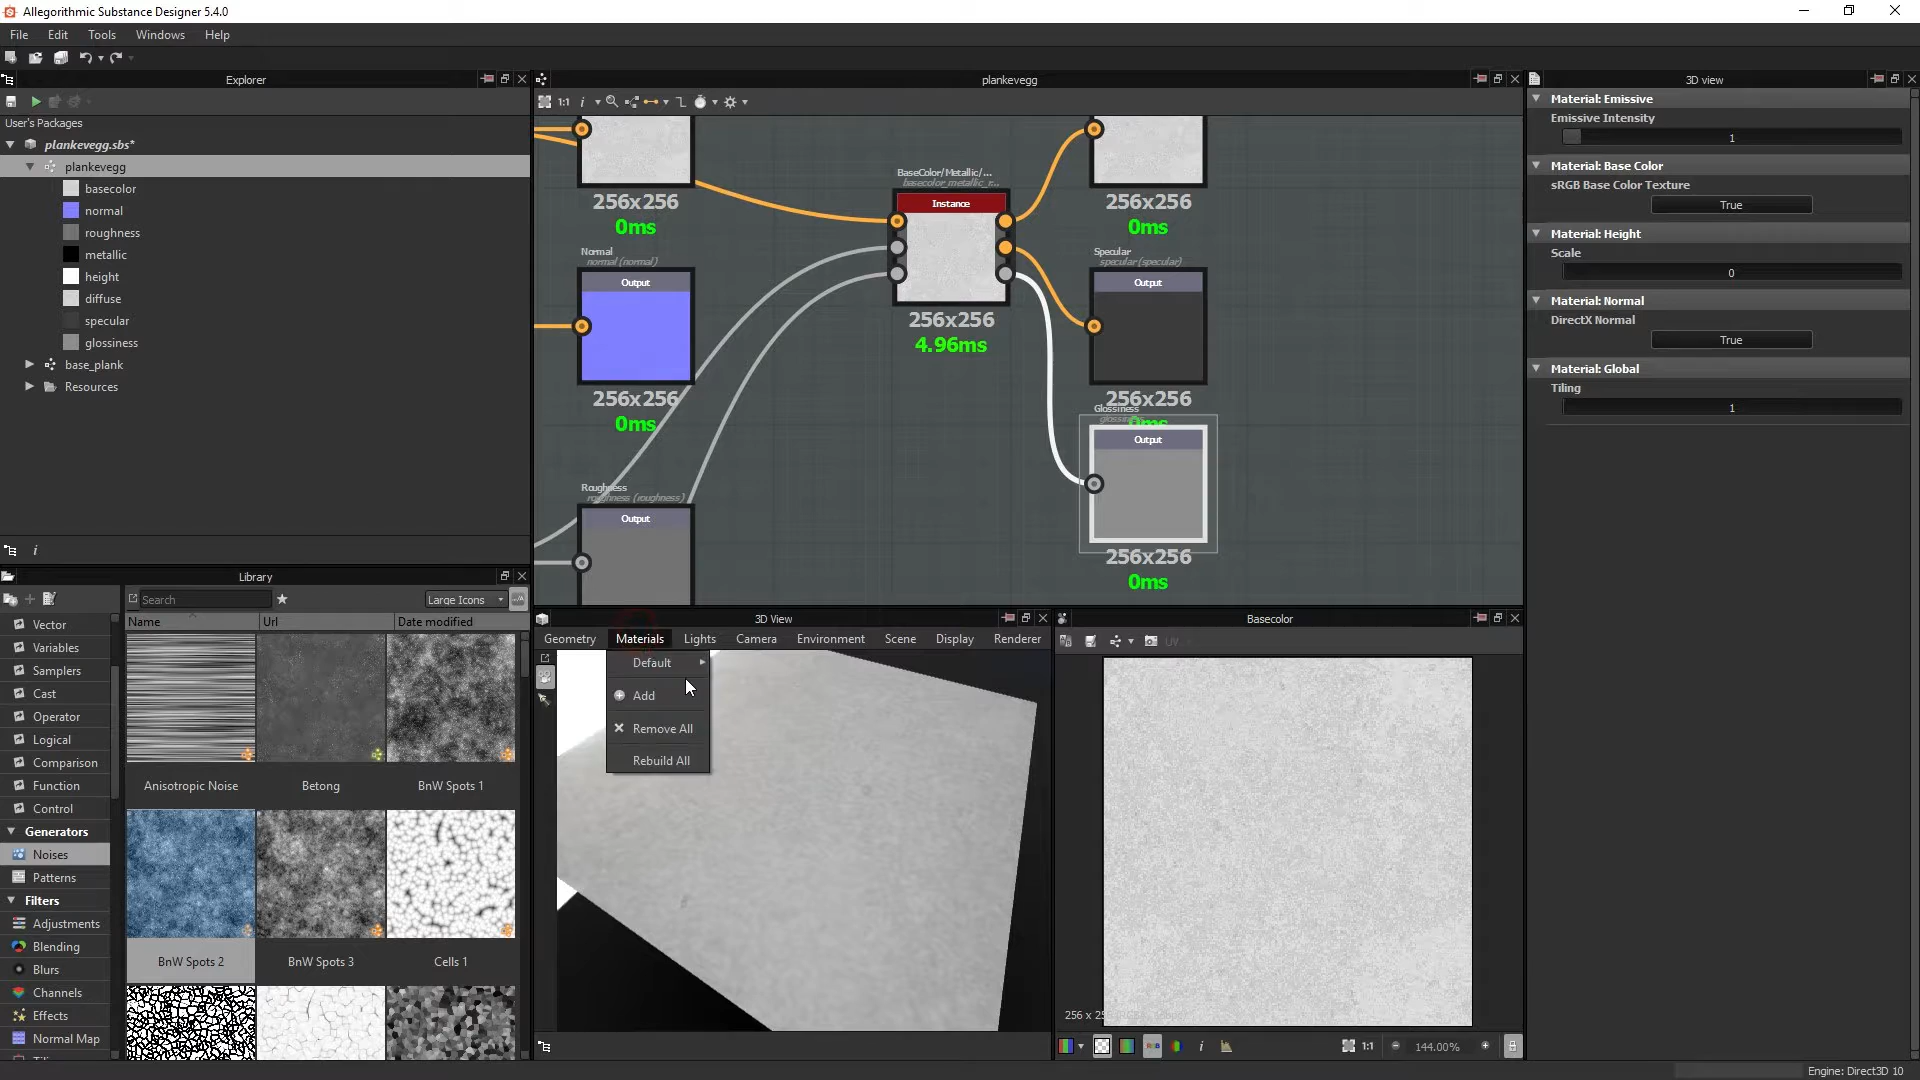 Allegorithmic Substance Designer 5.4.0
File Edit Tools Windows Help
Explorer
User's Packages
plankevegg.sbs*
plankevegg
basecolor
normal
roughness
metallic
height
diffuse
specular
glossiness
base_plank
Resources
Library
Search
Large Icons
Name Url Date modified
Vector
Variables
Samplers
Cast
Operator
Logical
Comparison
Function
Control
Generators
Noises
Patterns
Filters
Adjustments
Blending
Blurs
Channels
Effects
Normal Map
Anisotropic Noise Betong BnW Spots 1
BnW Spots 2 BnW Spots 3 Cells 1
plankevegg
1:1
256x256
0ms
Normal
normal (normal)
Output
256x256
0ms
Roughness
roughness (roughness)
Output
BaseColor/Metallic/...
basecolor_metallic_r...
Instance
256x256
4.96ms
256x256
0ms
Specular
specular (specular)
Output
256x256
0ms
Glossiness
Output
256x256
0ms
3D View
Geometry Materials Lights Camera Environment Scene Display Renderer
Default
Add
Remove All
Rebuild All
Basecolor
UV
256 x 25
1:1
144.00%
3D view
Material: Emissive
Emissive Intensity
1
Material: Base Color
sRGB Base Color Texture
True
Material: Height
Scale
0
Material: Normal
DirectX Normal
True
Material: Global
Tiling
1
Engine: Direct3D 10